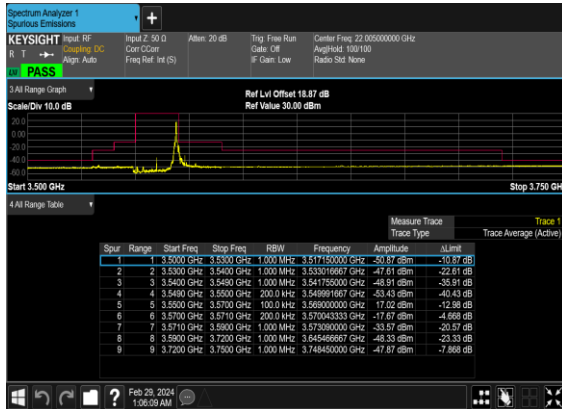 Spectrum Analyzer 1
Spurious Emissions
+
KEYSIGHT Input: RF Input Z: 50 Ω Atten: 20 dB Trig: Free Run Center Freq: 22.005000000 GHz
R T Coupling: DC Corr CCorr Gate: Off Avg|Hold: 100/100
Align: Auto Freq Ref: Int (S) IF Gain: Low Radio Std: None
PASS
3 All Range Graph Ref Lvl Offset 18.87 dB
Scale/Div 10.0 dB Ref Value 30.00 dBm
20.0
0.00
-20.0
-40.0
-60.0
Start 3.500 GHz Stop 3.750 GH
4 All Range Table
Measure Trace Trace 1
Trace Type Trace Average (Active)
Spur Range Start Freq Stop Freq RBW Frequency Amplitude ΔLimit
1 1 3.5000 GHz 3.5300 GHz 1.000 MHz 3.517150000 GHz -50.87 dBm -10.87 dB
2 2 3.5300 GHz 3.5400 GHz 1.000 MHz 3.533016667 GHz -47.61 dBm -22.61 dB
3 3 3.5400 GHz 3.5490 GHz 1.000 MHz 3.541755000 GHz -48.91 dBm -35.91 dB
4 4 3.5490 GHz 3.5500 GHz 200.0 kHz 3.549991667 GHz -53.43 dBm -40.43 dB
5 5 3.5500 GHz 3.5700 GHz 100.0 kHz 3.569000000 GHz 17.02 dBm -12.98 dB
6 6 3.5700 GHz 3.5710 GHz 200.0 kHz 3.570043333 GHz -17.67 dBm -4.668 dB
7 7 3.5710 GHz 3.5900 GHz 1.000 MHz 3.573090000 GHz -33.57 dBm -20.57 dB
8 8 3.5900 GHz 3.7200 GHz 1.000 MHz 3.645466667 GHz -48.33 dBm -23.33 dB
9 9 3.7200 GHz 3.7500 GHz 1.000 MHz 3.748450000 GHz -47.87 dBm -7.868 dB
? Feb 29, 2024
1:06:09 AM